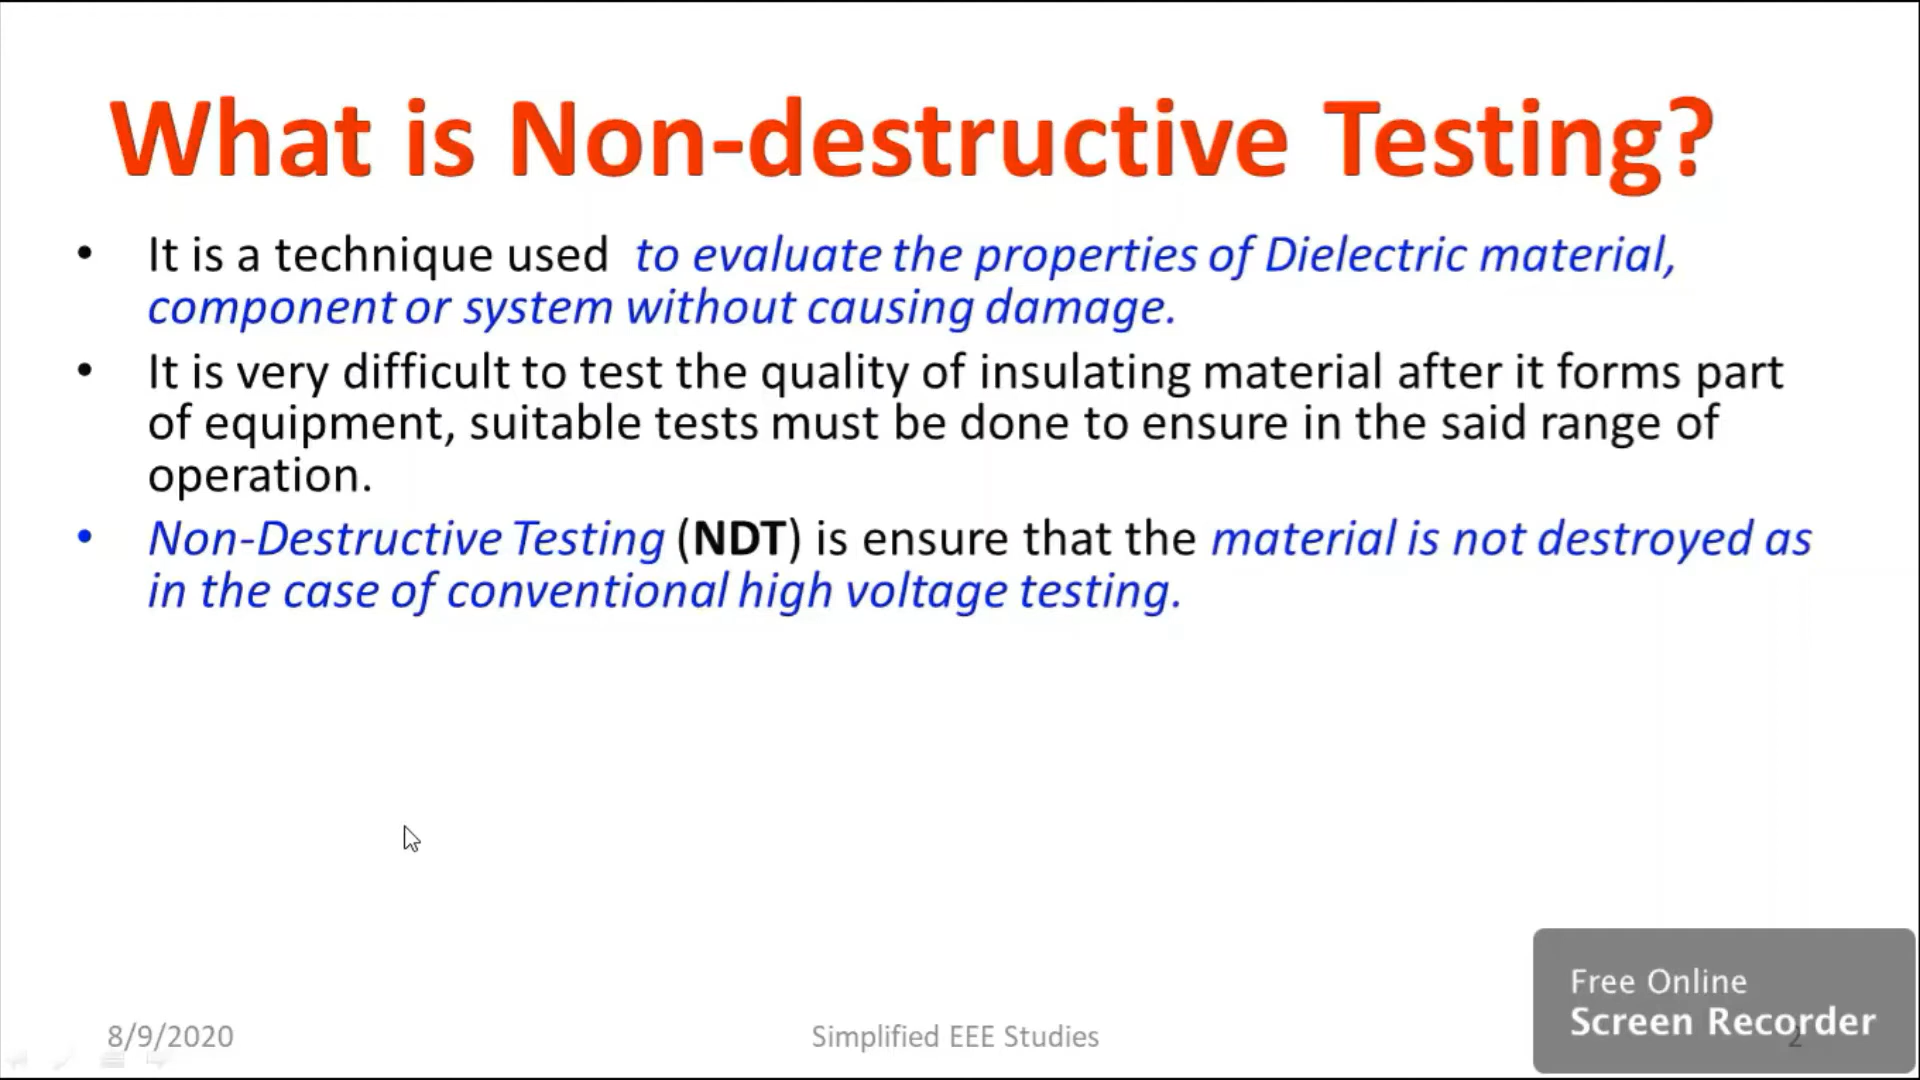 What is Non-destructive Testing?
• It is a technique used to evaluate the properties of Dielectric material,
component or system without causing damage.
• It is very difficult to test the quality of insulating material after it forms part
of equipment, suitable tests must be done to ensure in the said range of
operation.
• Non-Destructive Testing (NDT) is ensure that the material is not destroyed as
in the case of conventional high voltage testing.
8/9/2020
Simplified EEE Studies
2
Free Online
Screen Recorder